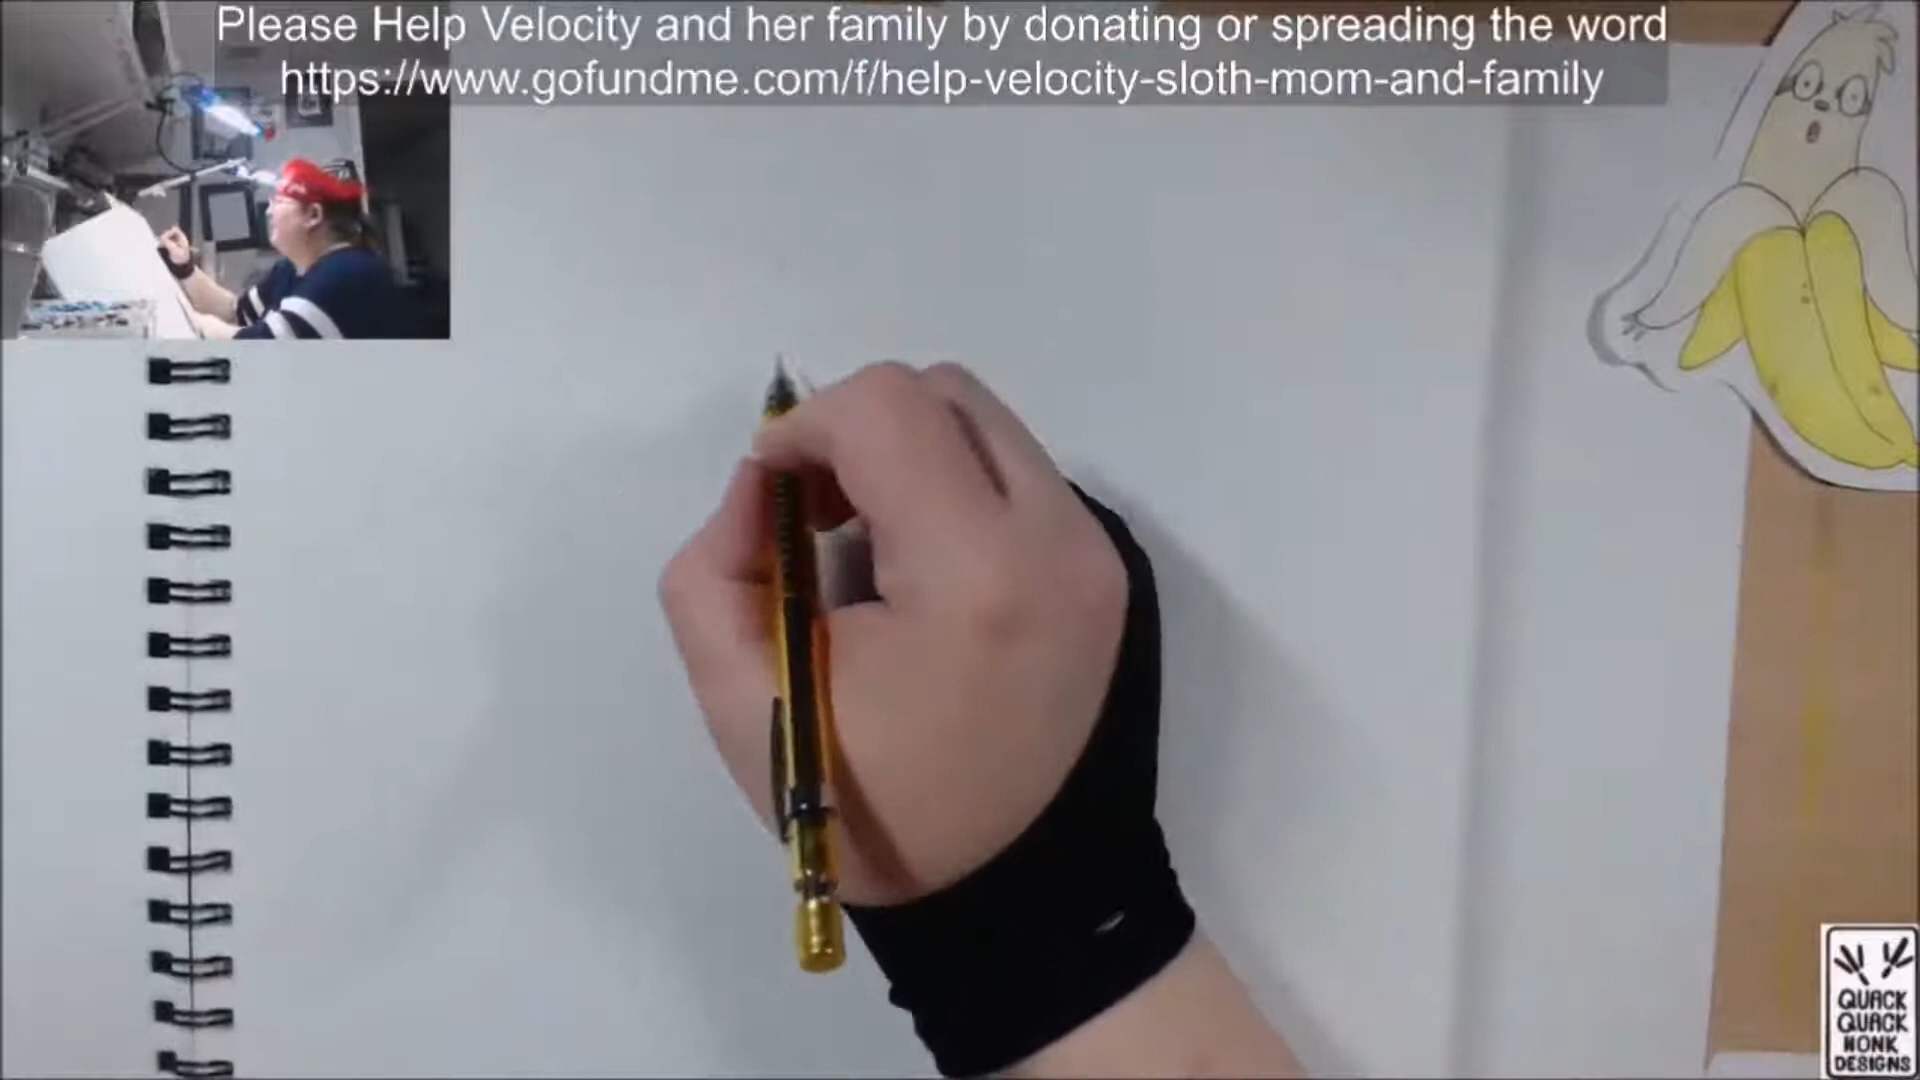 Please Help Velocity and her family by donating or spreading the word
https://www.gofundme.com/f/help-velocity-sloth-mom-and-family
QUACK
QUACK
HONK
DESIGNS